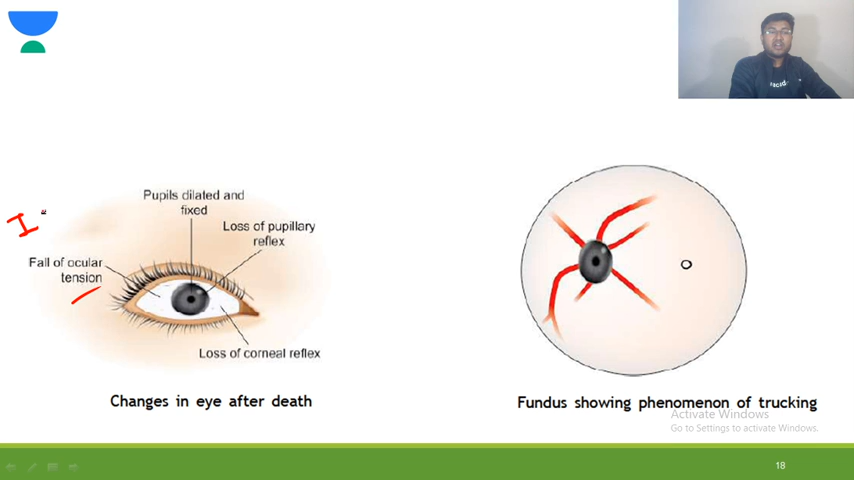 I
Pupils dilated and
fixed
Loss of pupillary
reflex
Fall of ocular
tension
Loss of corneal reflex
Changes in eye after death
Fundus showing phenomenon of trucking
Activate Windows
Go to Settings to activate Windows.
18